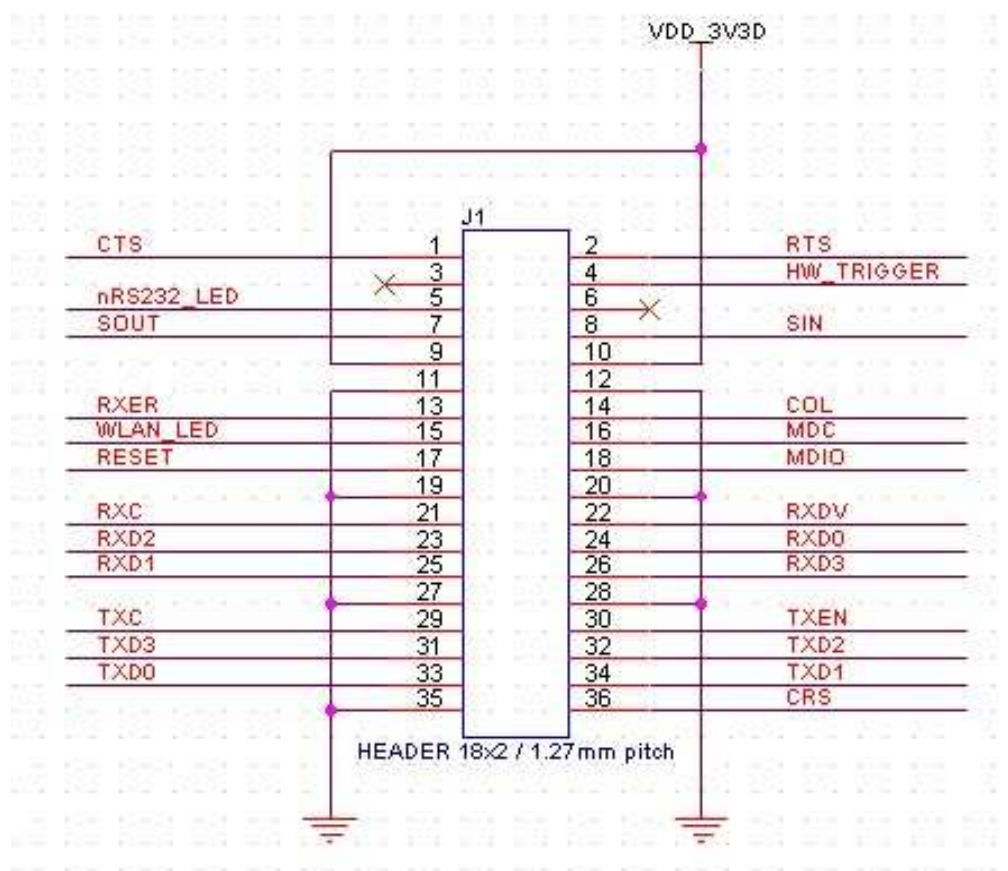 VDD_3V3D
J1
CTS 1 2 RTS
3 4 HW_TRIGGER
nRS232_LED 5 6
SOUT 7 8 SIN
9 10
11 12
RXER 13 14 COL
WLAN_LED 15 16 MDC
RESET 17 18 MDIO
19 20
RXC 21 22 RXDV
RXD2 23 24 RXD0
RXD1 25 26 RXD3
27 28
TXC 29 30 TXEN
TXD3 31 32 TXD2
TXD0 33 34 TXD1
35 36 CRS
HEADER 18x2 / 1.27mm pitch